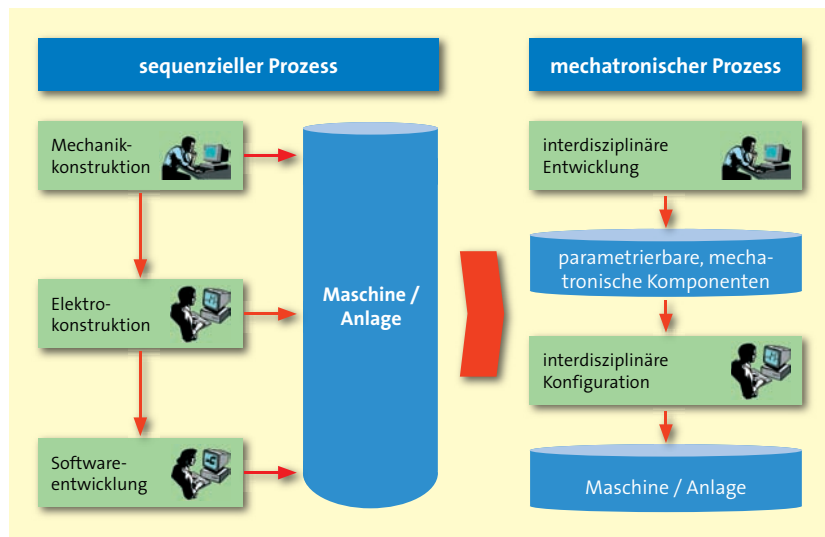 sequenzieller Prozess
Mechanik-
konstruktion
Elektro-
konstruktion
Software-
entwicklung
Maschine /
Anlage
mechatronischer Prozess
interdisziplinäre
Entwicklung
parametrierbare, mecha-
tronische Komponenten
interdisziplinäre
Konfiguration
Maschine / Anlage